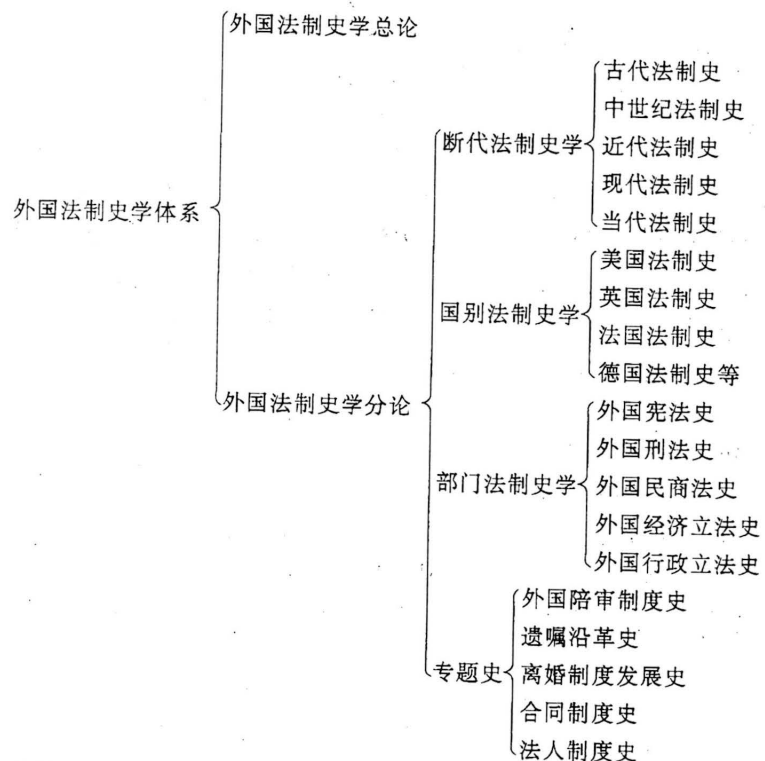 外国法制史学体系
外国法制史学总论
外国法制史学分论
断代法制史学
古代法制史
中世纪法制史
近代法制史
现代法制史
当代法制史
国别法制史学
美国法制史
英国法制史
法国法制史
德国法制史等
部门法制史学
外国宪法史
外国刑法史
外国民商法史
外国经济立法史
外国行政立法史
专题史
外国陪审制度史
遗嘱沿革史
离婚制度发展史
合同制度史
法人制度史